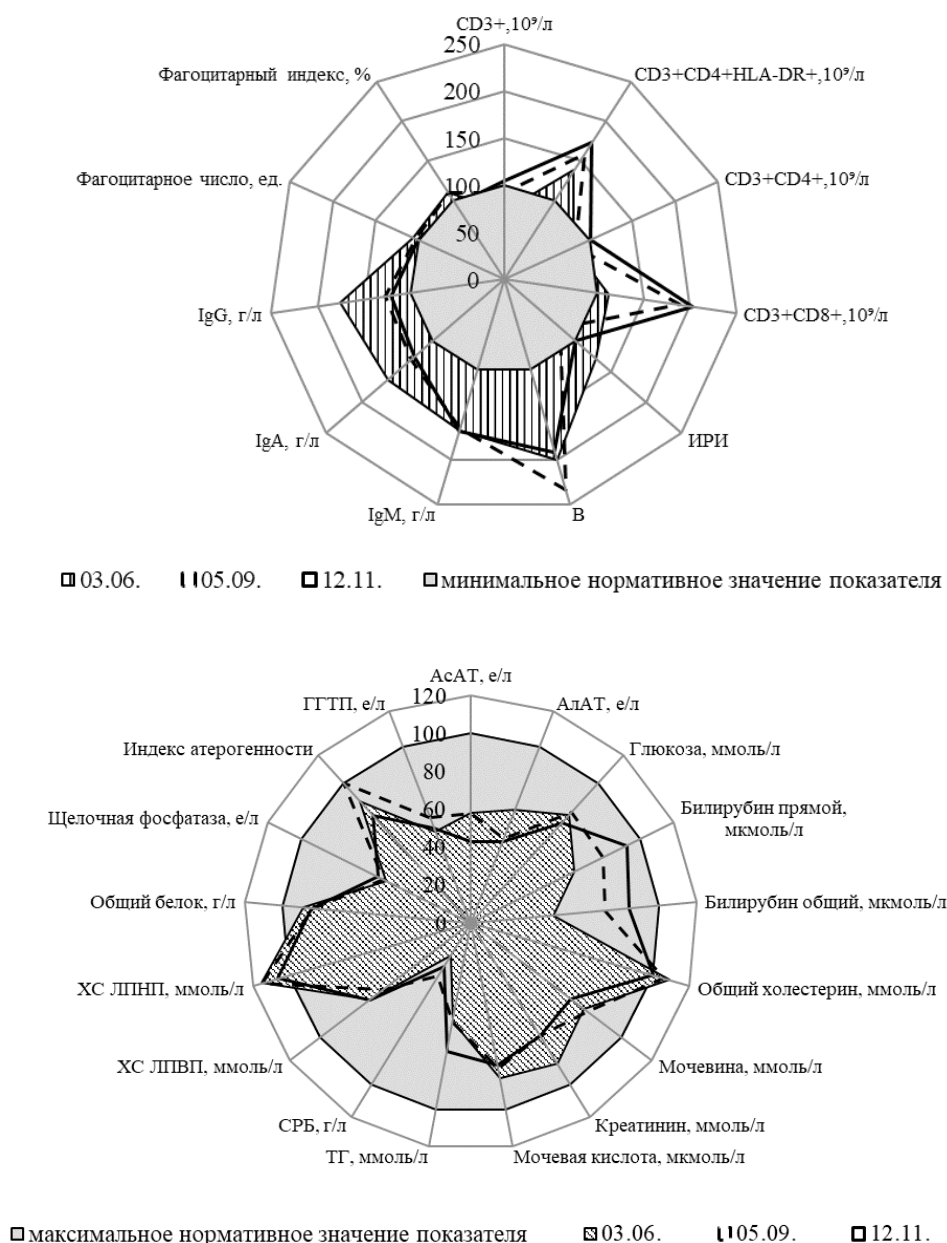 CD3+,10⁹/л
250
Фагоцитарный индекс, %
CD3+CD4+HLA-DR+,10⁹/л
200
150
Фагоцитарное число, ед.
CD3+CD4+,10⁹/л
100
50
0
IgG, г/л
CD3+CD8+,10⁹/л
IgA, г/л
ИРИ
IgM, г/л
В
03.06. 05.09. 12.11. минимальное нормативное значение показателя
АсАТ, е/л
120
ГГТП, е/л
АлАТ, е/л
100
Индекс атерогенности
Глюкоза, ммоль/л
80
Щелочная фосфатаза, е/л
Билирубин прямой,
мкмоль/л
60
40
Общий белок, г/л
Билирубин общий, мкмоль/л
20
0
ХС ЛПНП, ммоль/л
Общий холестерин, ммоль/л
ХС ЛПВП, ммоль/л
Мочевина, ммоль/л
СРБ, г/л
Креатинин, ммоль/л
ТГ, ммоль/л
Мочевая кислота, мкмоль/л
максимальное нормативное значение показателя 03.06. 05.09. 12.11.